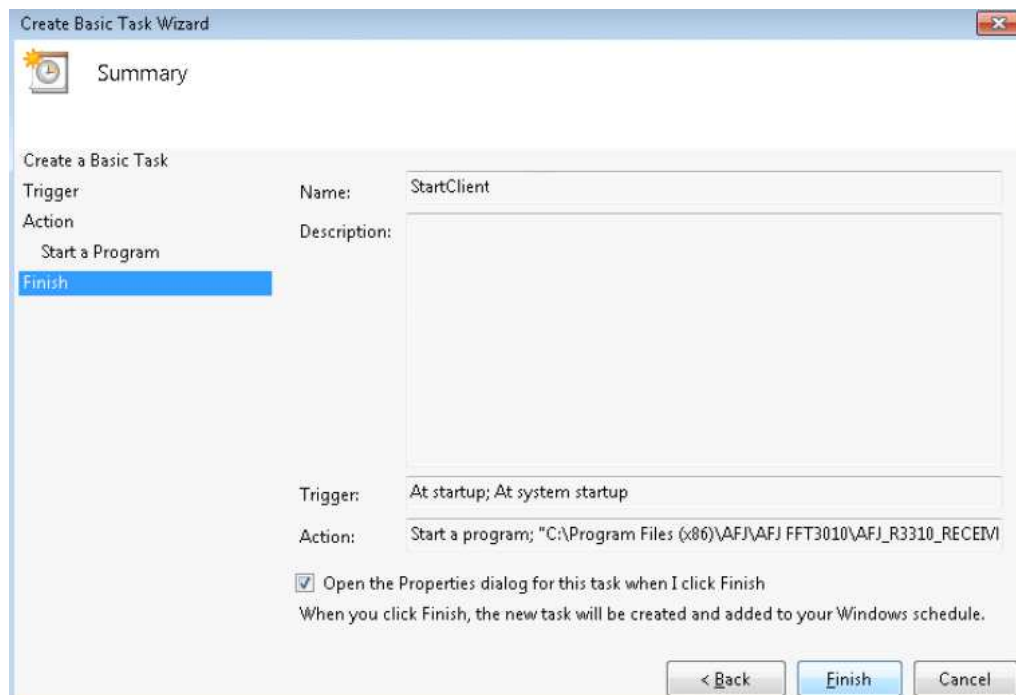 Create Basic Task Wizard
Summary
Create a Basic Task
Trigger
Action
Start a Program
Finish
Name: StartClient
Description:
Trigger: At startup; At system startup
Action: Start a program; "C:\Program Files (x86)\AFJ\AFJ FFT3010\AFJ_R3310_RECEIV
Open the Properties dialog for this task when I click Finish
When you click Finish, the new task will be created and added to your Windows schedule.
< Back Finish Cancel